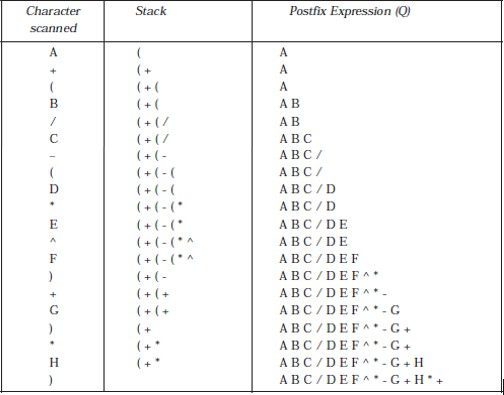 Character scanned Stack Postfix Expression (Q)
A ( A
+ ( + A
( ( + ( A
B ( + ( A B
/ ( + ( / A B
C ( + ( / A B C
– ( + ( - A B C /
( ( + ( - ( A B C /
D ( + ( - ( A B C / D
* ( + ( - ( * A B C / D
E ( + ( - ( * A B C / D E
^ ( + ( - ( * ^ A B C / D E
F ( + ( - ( * ^ A B C / D E F
) ( + ( - A B C / D E F ^ *
+ ( + ( + A B C / D E F ^ * -
G ( + ( + A B C / D E F ^ * - G
) ( + A B C / D E F ^ * - G +
* ( + * A B C / D E F ^ * - G +
H ( + * A B C / D E F ^ * - G + H
) A B C / D E F ^ * - G + H * +